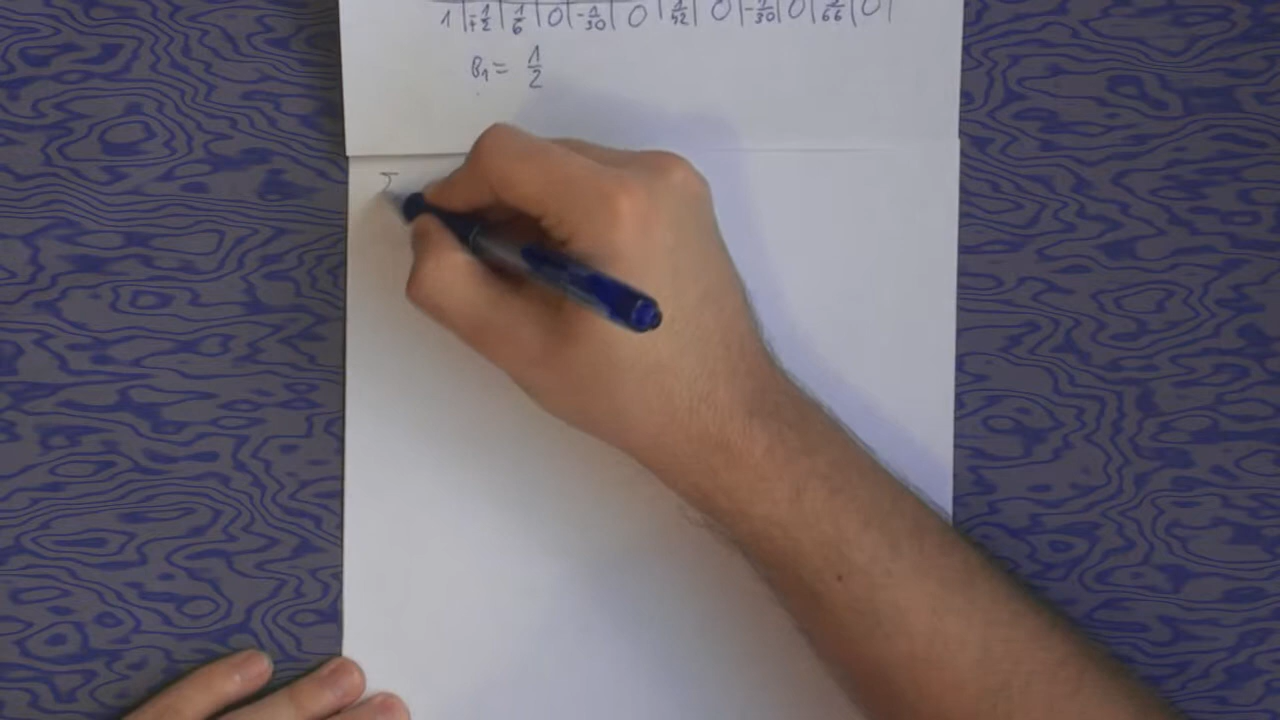 1 | ∓1/2 | 1/6 | 0 | -1/30 | 0 | 1/42 | 0 | -1/30 | 0 | 5/66 | 0 |
B₁ = 1/2
Σ